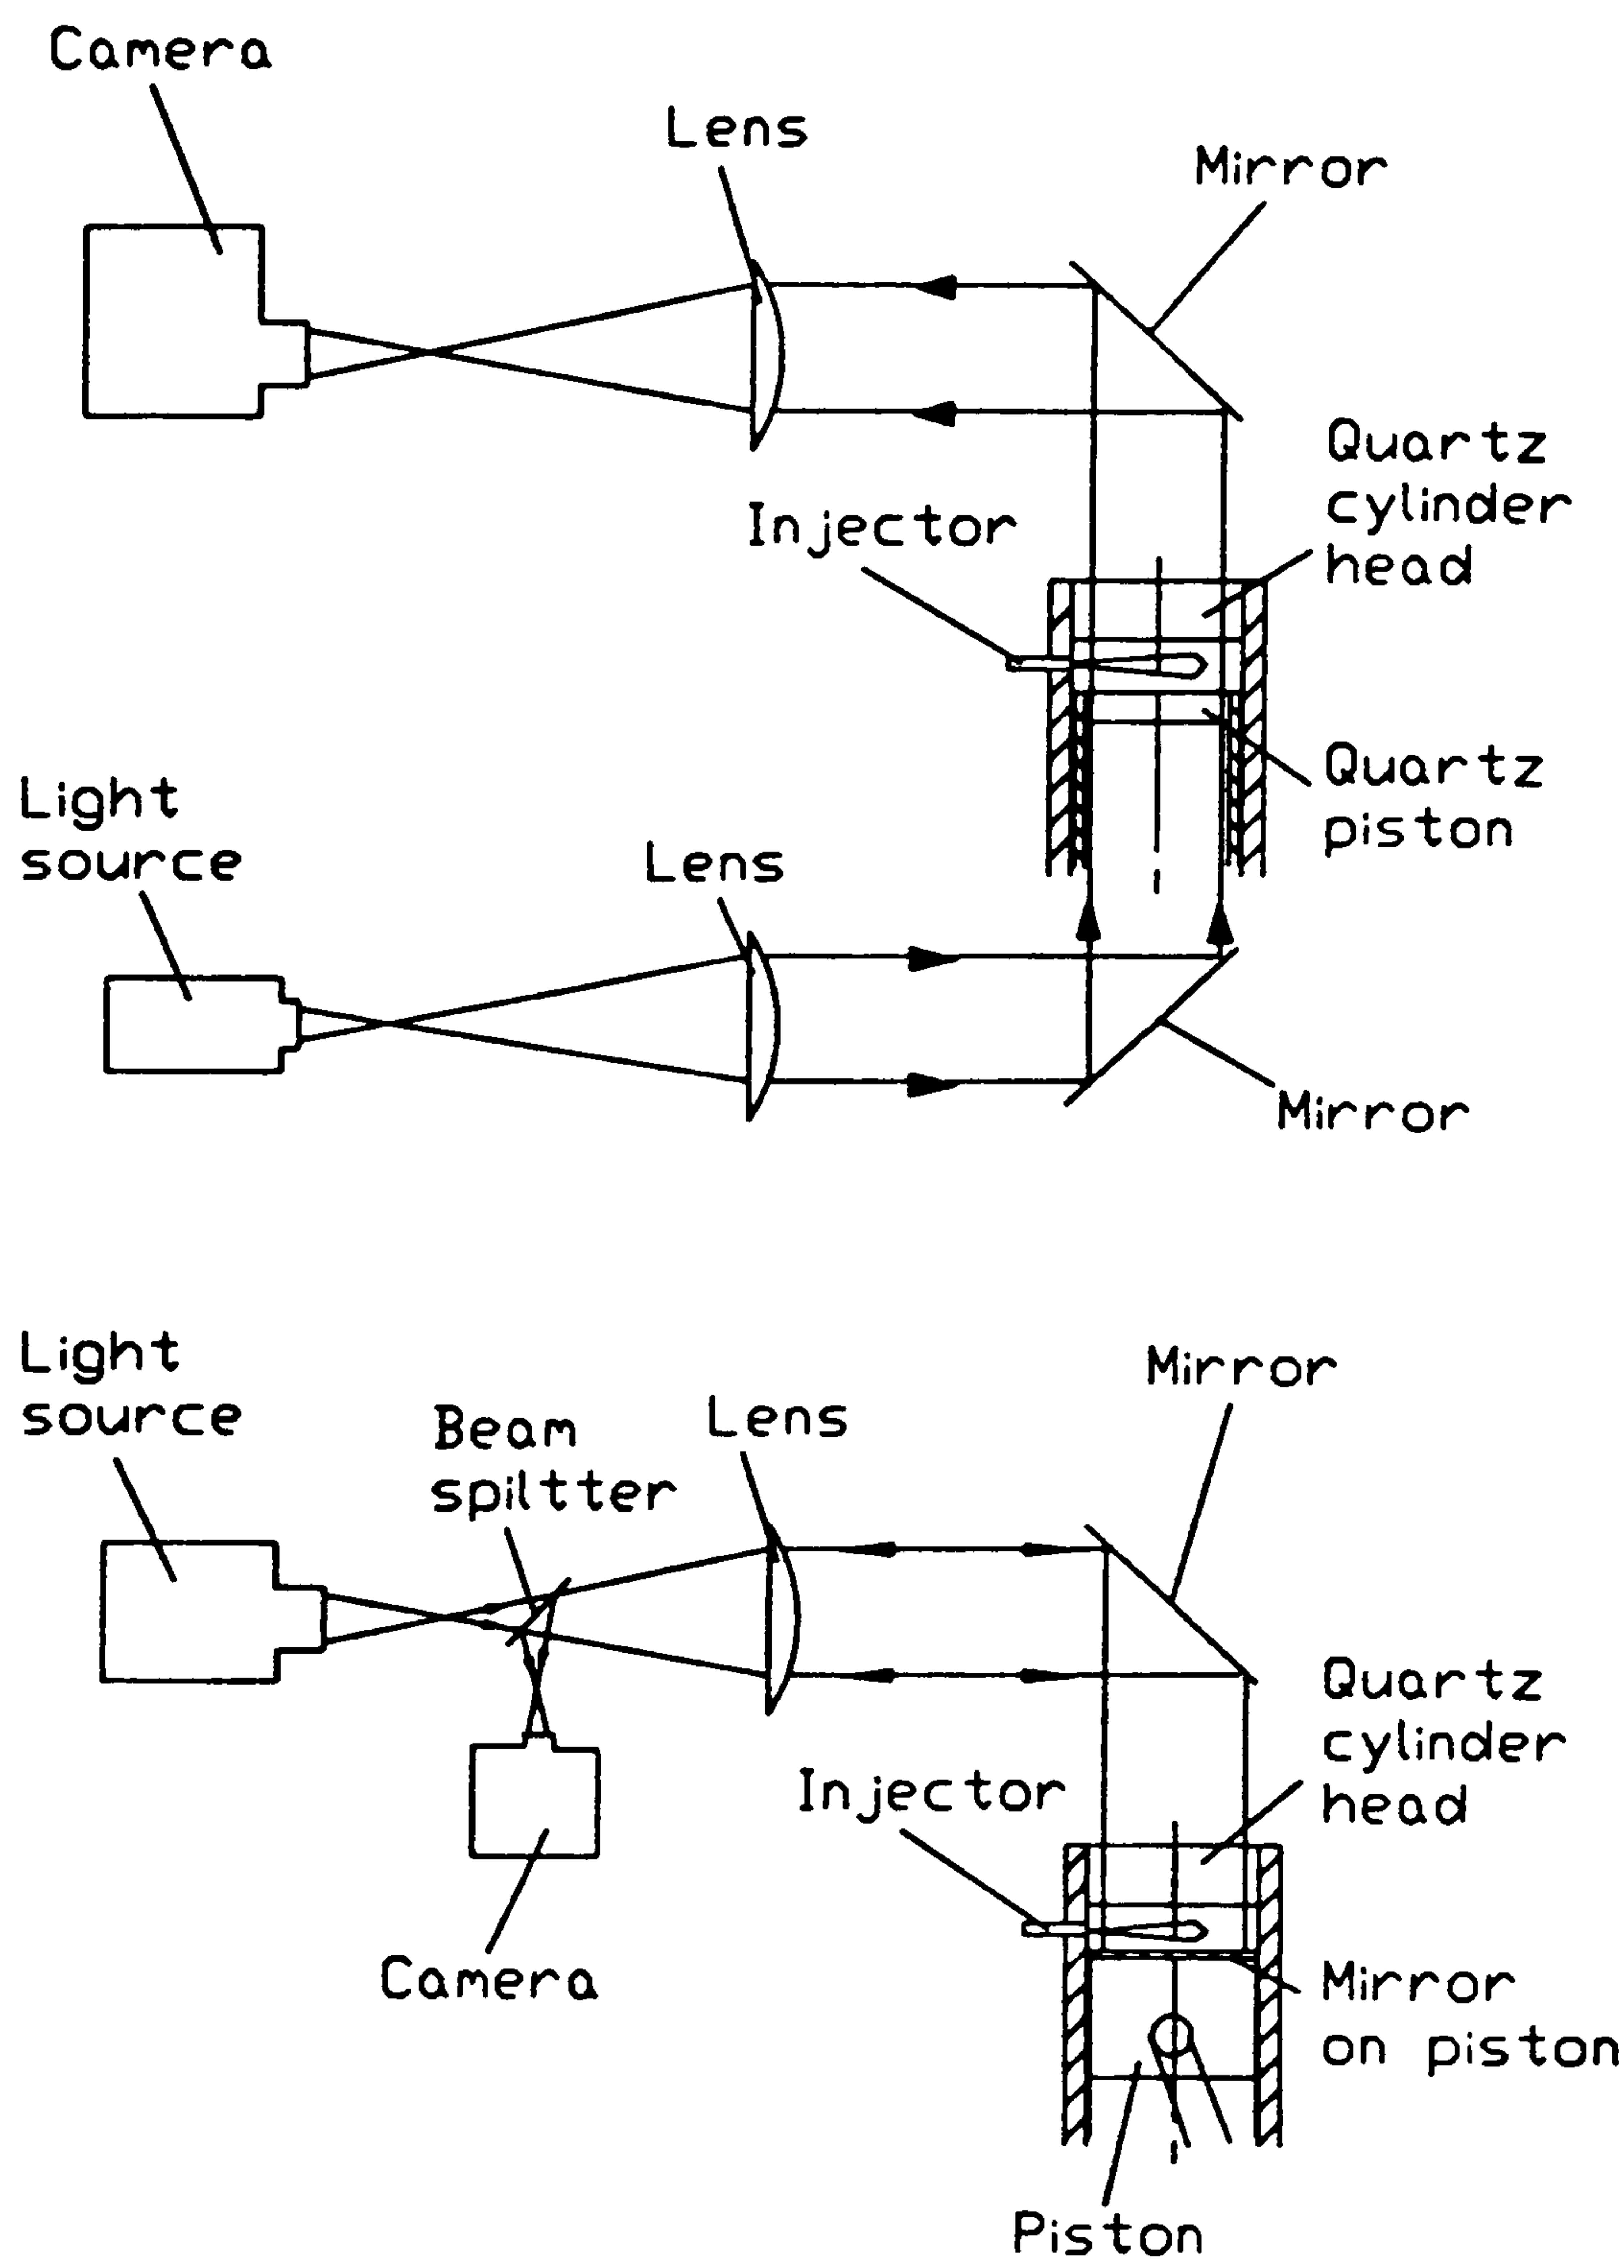 Camera
Lens
Mirror
Quartz
cylinder
head
Injector
Quartz
piston
Light
source
Lens
Mirror
Light
source
Beam
spiltter
Lens
Mirror
Quartz
cylinder
head
Injector
Camera
Mirror
on piston
Piston